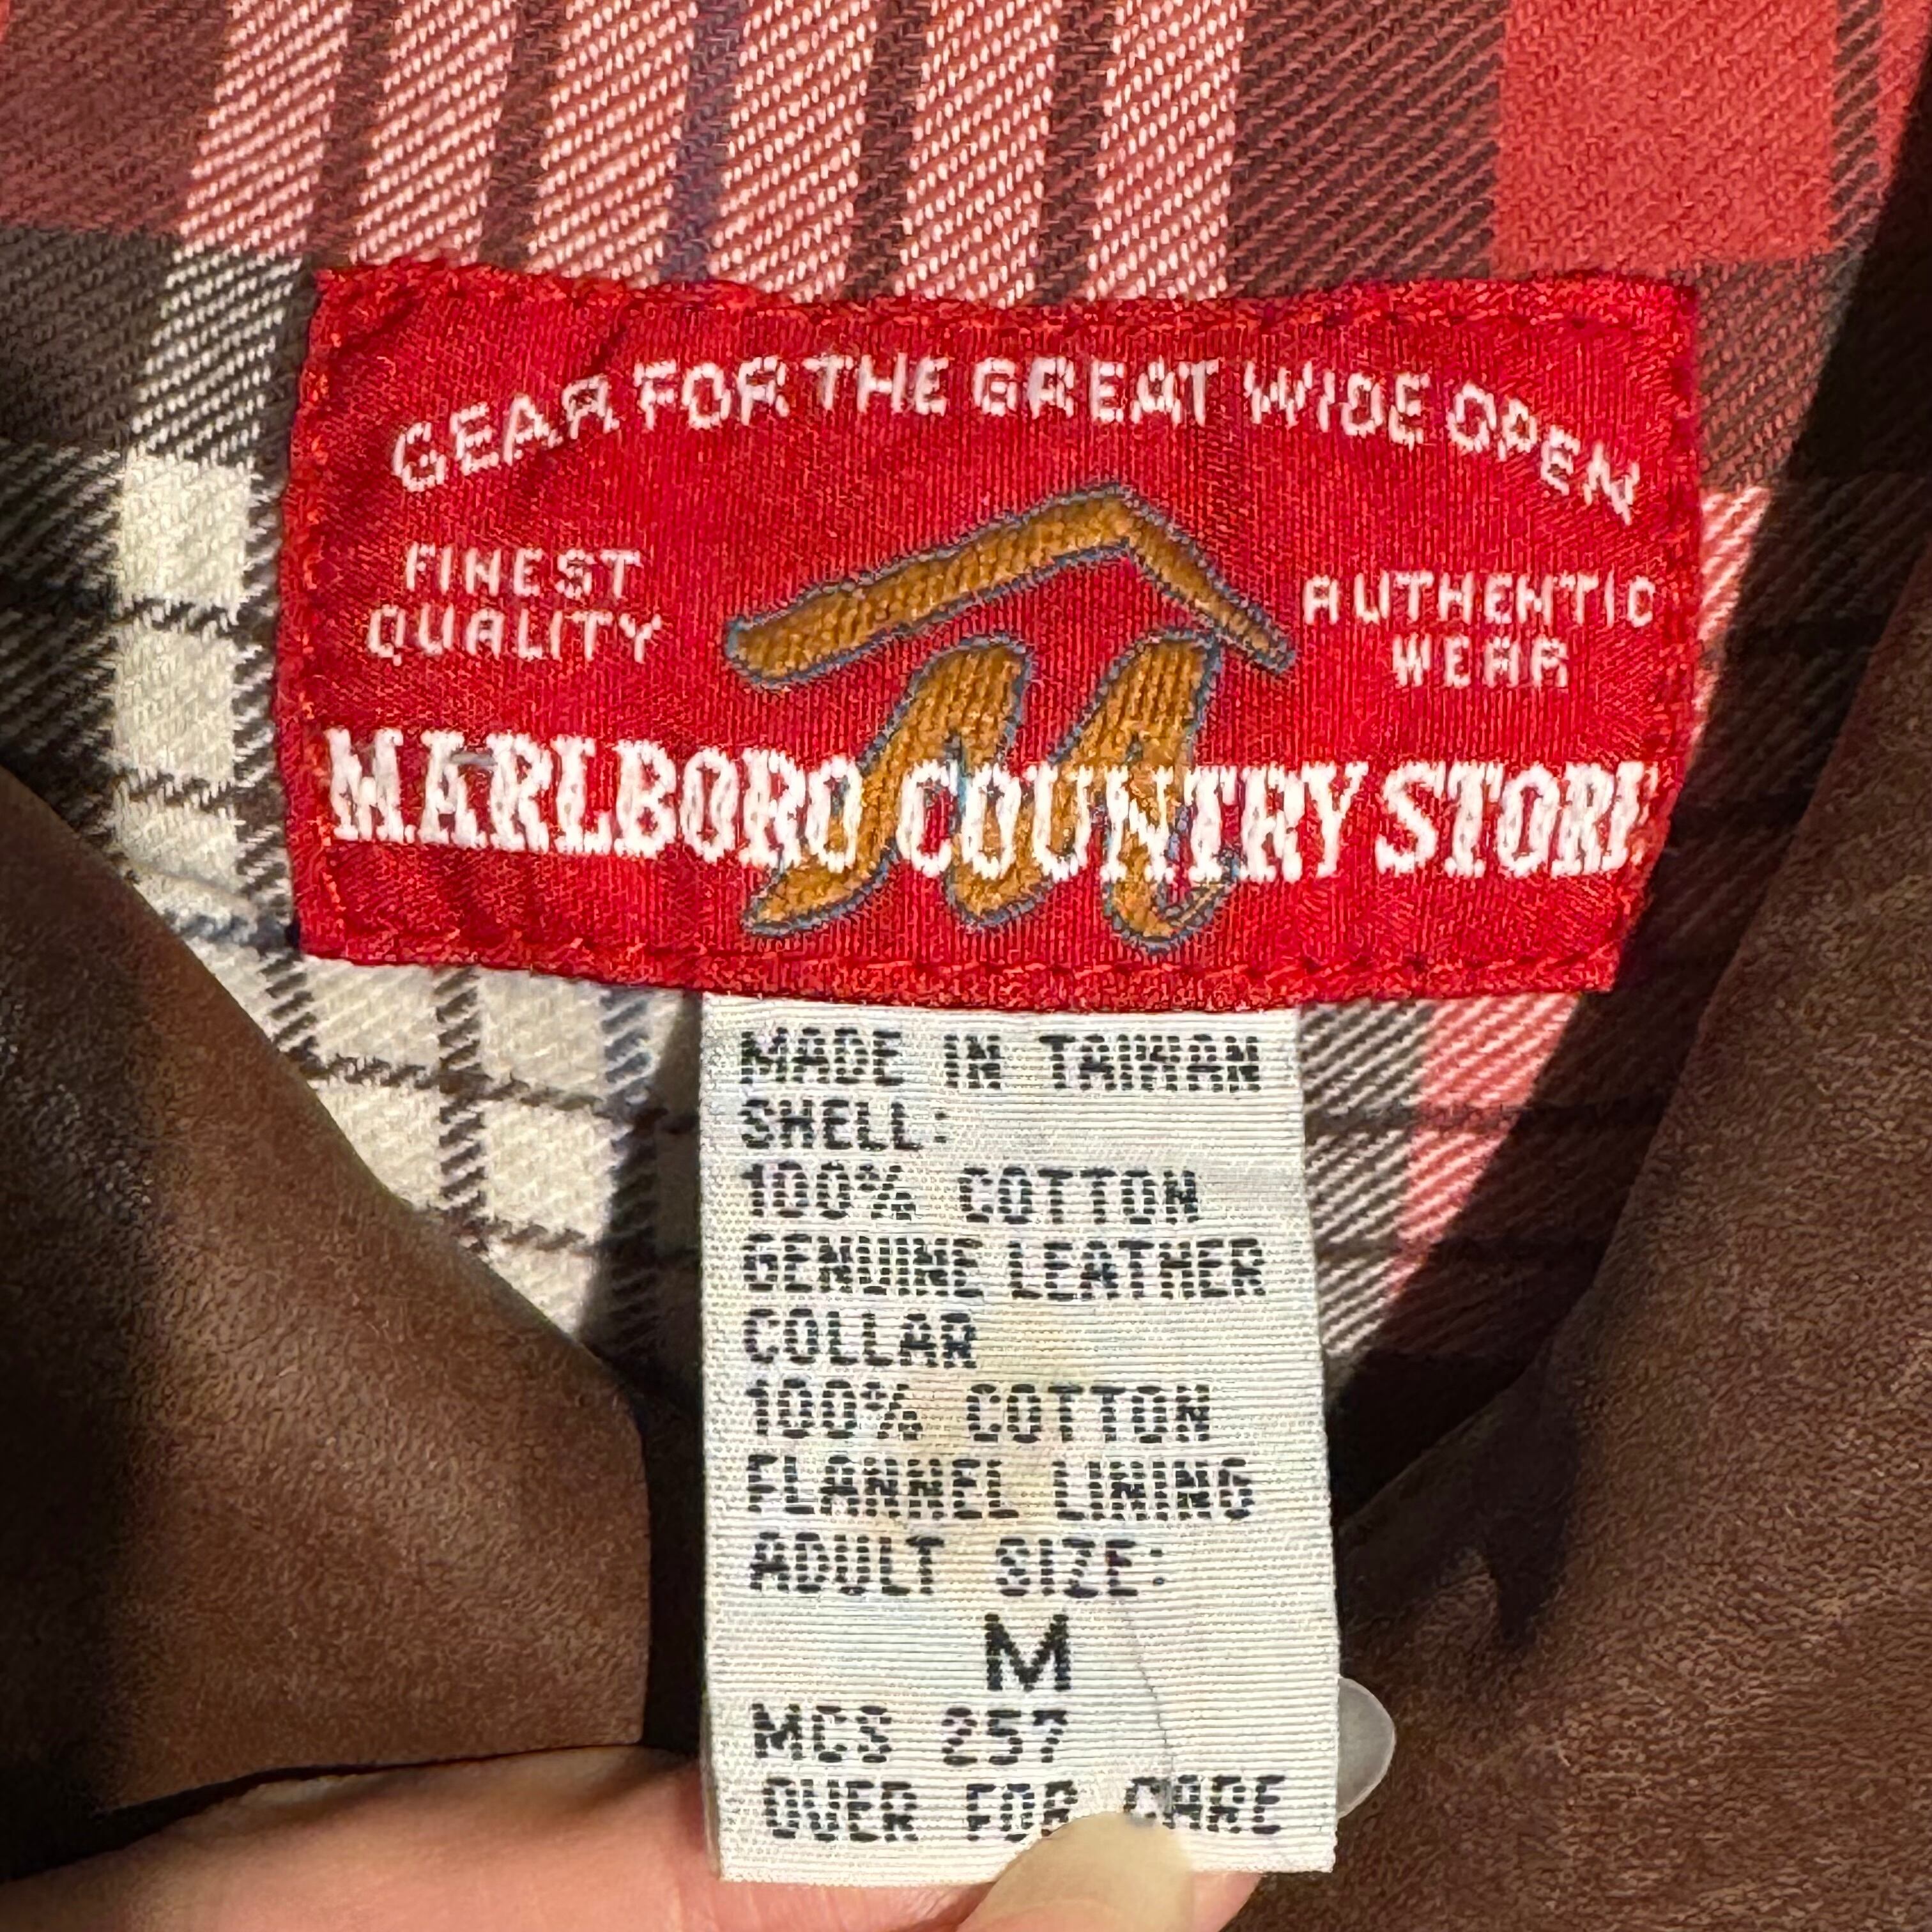 GEAR FOR THE GREAT WIDE OPEN
FINEST
QUALITY
AUTHENTIC
WEAR
MARLBORO COUNTRY STORE
MADE IN TAIWAN
SHELL:
100% COTTON
GENUINE LEATHER
COLLAR
100% COTTON
FLANNEL LINING
ADULT SIZE:
M
MCS 257
OVER FOR CARE